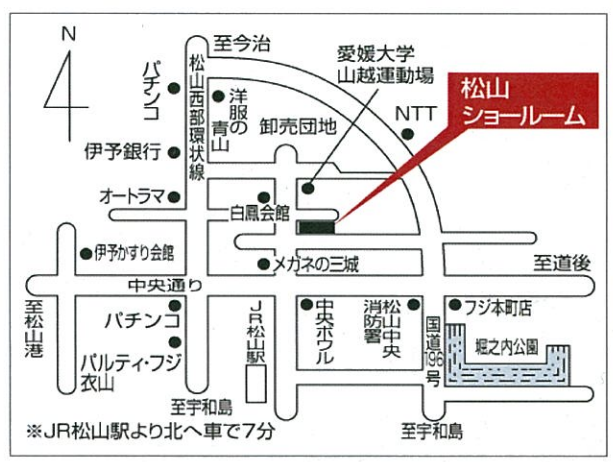 N
至今治
愛媛大学
山越運動場
松山
ショールーム
パチンコ
松山西部環状線
洋服の
青山
卸売団地
NTT
伊予銀行
オートラマ
白鳳会館
伊予かすり会館
メガネの三城
至道後
中央通り
至松山港
パチンコ
パルティ・フジ
衣山
JR松山駅
中央ボウル
松山中央
消防署
国道196号
フジ本町店
堀之内公園
至宇和島
至宇和島
※JR松山駅より北へ車で7分